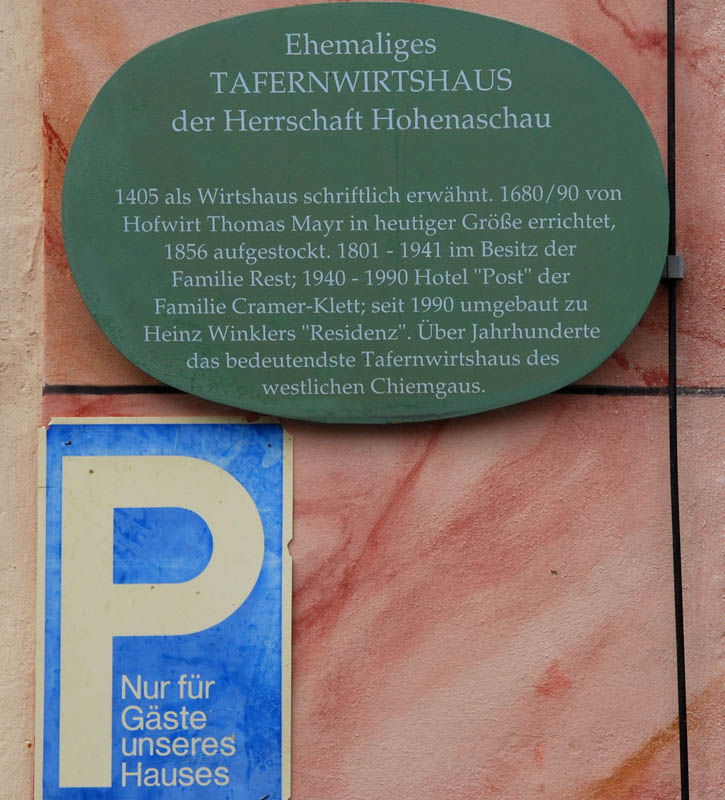 Ehemaliges
TAFERNWIRTSHAUS
der Herrschaft Hohenaschau
1405 als Wirtshaus schriftlich erwähnt. 1680/90 von
Hofwirt Thomas Mayr in heutiger Größe errichtet,
1856 aufgestockt. 1801 - 1941 im Besitz der
Familie Rest; 1940 - 1990 Hotel "Post" der
Familie Cramer-Klett; seit 1990 umgebaut zu
Heinz Winklers "Residenz". Über Jahrhunderte
das bedeutendste Tafernwirtshaus des
westlichen Chiemgaus.
P
Nur für
Gäste
unseres
Hauses